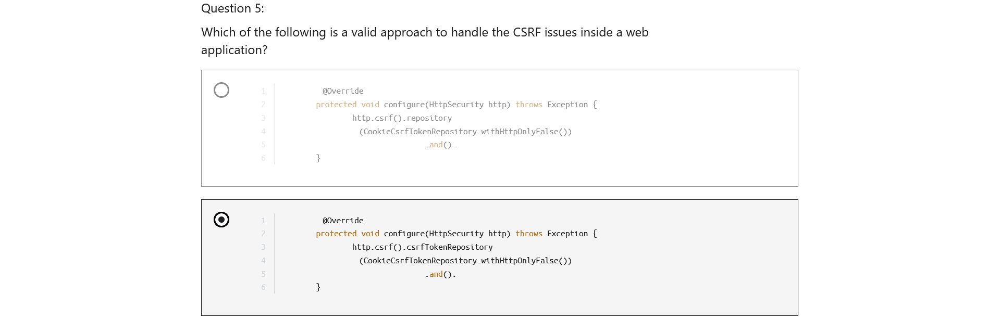 Question 5:
Which of the following is a valid approach to handle the CSRF issues inside a web
application?
1 @Override
2 protected void configure(HttpSecurity http) throws Exception {
3 http.csrf().repository
4 (CookieCsrfTokenRepository.withHttpOnlyFalse())
5 .and().
6 }
1 @Override
2 protected void configure(HttpSecurity http) throws Exception {
3 http.csrf().csrfTokenRepository
4 (CookieCsrfTokenRepository.withHttpOnlyFalse())
5 .and().
6 }